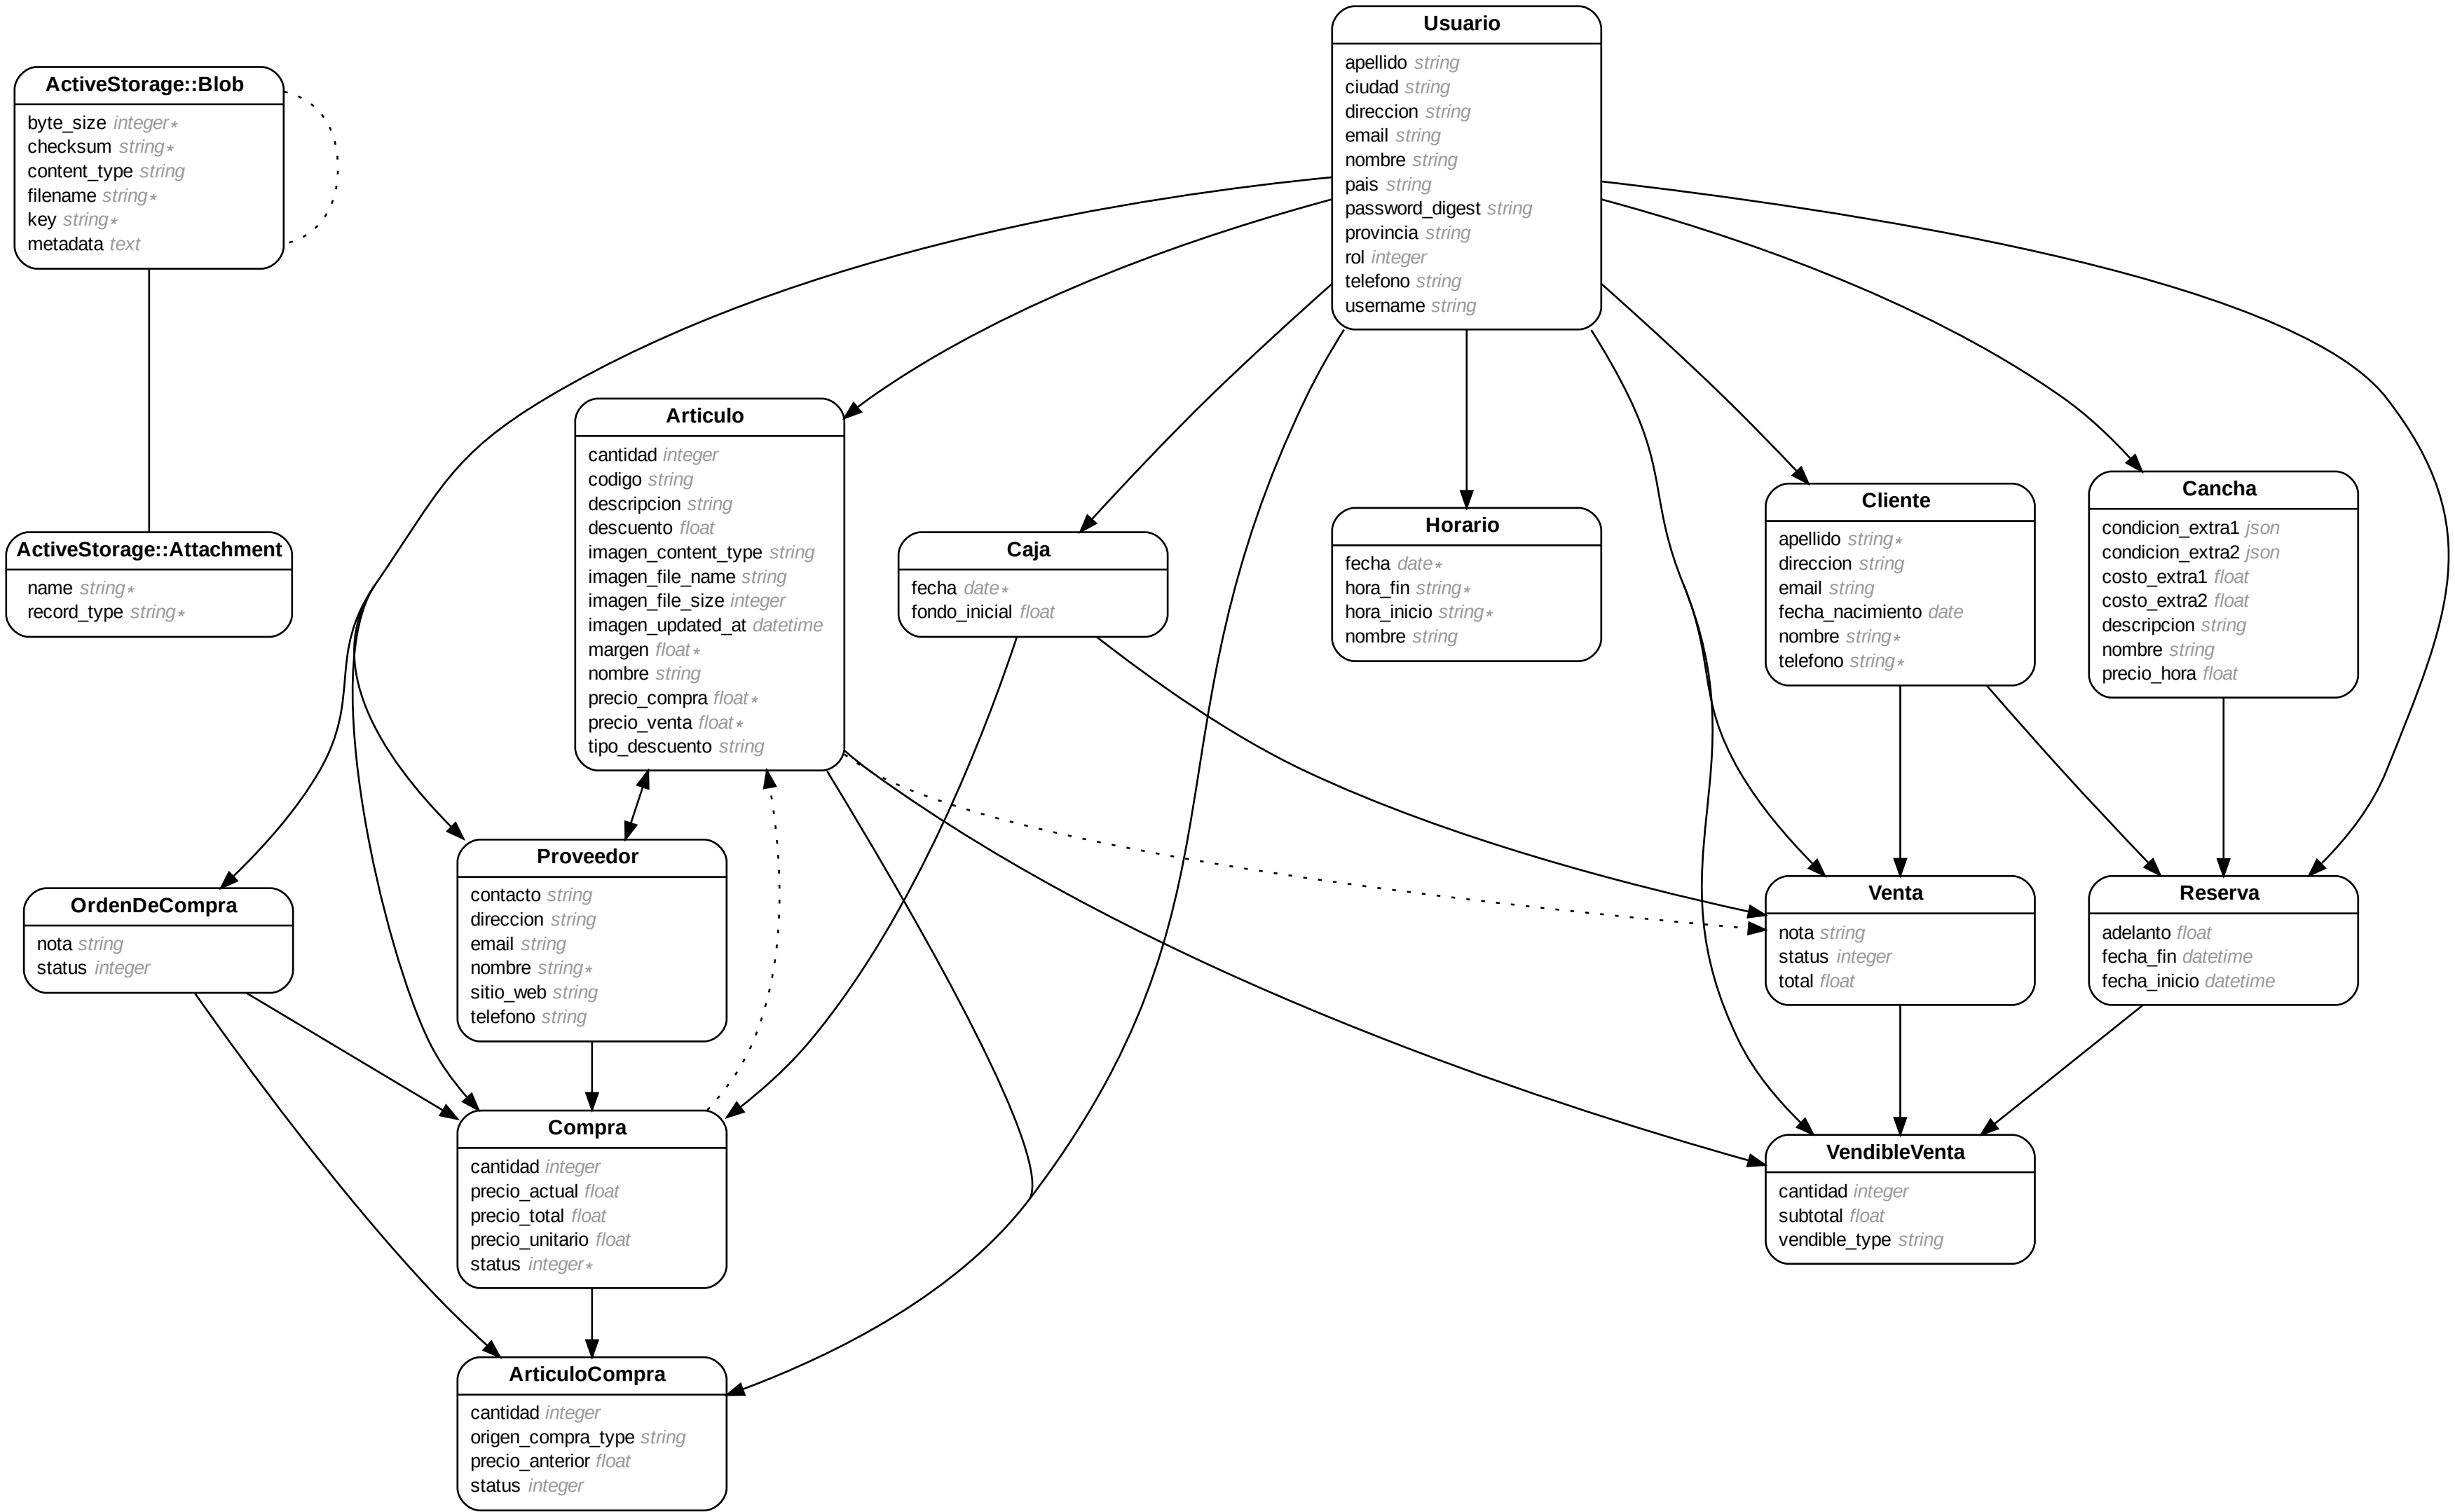 Usuario
apellido string
ciudad string
direccion string
email string
nombre string
pais string
password_digest string
provincia string
rol integer
telefono string
username string
ActiveStorage::Blob
byte_size integer*
checksum string*
content_type string
filename string*
key string*
metadata text
Articulo
cantidad integer
codigo string
descripcion string
descuento float
imagen_content_type string
imagen_file_name string
imagen_file_size integer
imagen_updated_at datetime
margen float*
nombre string
precio_compra float*
precio_venta float*
tipo_descuento string
ActiveStorage::Attachment
name string*
record_type string*
Caja
fecha date*
fondo_inicial float
Horario
fecha date*
hora_fin string*
hora_inicio string*
nombre string
Cliente
apellido string*
direccion string
email string
fecha_nacimiento date
nombre string*
telefono string*
Cancha
condicion_extra1 json
condicion_extra2 json
costo_extra1 float
costo_extra2 float
descripcion string
nombre string
precio_hora float
OrdenDeCompra
nota string
status integer
Proveedor
contacto string
direccion string
email string
nombre string*
sitio_web string
telefono string
Venta
nota string
status integer
total float
Reserva
adelanto float
fecha_fin datetime
fecha_inicio datetime
Compra
cantidad integer
precio_actual float
precio_total float
precio_unitario float
status integer*
VendibleVenta
cantidad integer
subtotal float
vendible_type string
ArticuloCompra
cantidad integer
origen_compra_type string
precio_anterior float
status integer